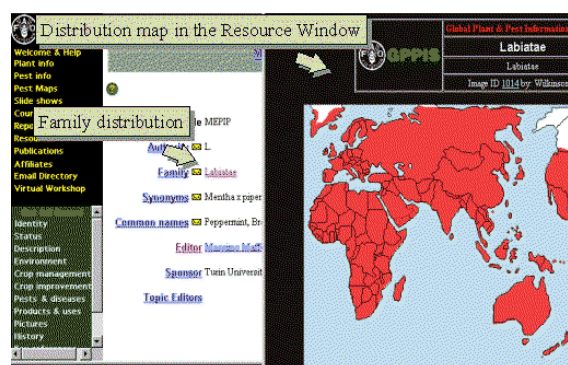 Distribution map in the Resource Window
Welcome & Help
Plant info
Pest info
Pest Maps
Slide shows
Publications
Affiliates
Email Directory
Virtual Workshop
Family distribution
MEPIP
L.
Family Labiatae
Synonyms Mentha x piper
Common names Peppermint, Br
Editor Massimo Maff
Sponsor Turin Universit
Topic Editors
Identity
Status
Description
Environment
Crop management
Crop improvement
Pests & diseases
Products & uses
Pictures
History
Global Plant & Pest Information
GPPIS
Labiatae
Labiatae
Image ID 1014 by Wilkinson